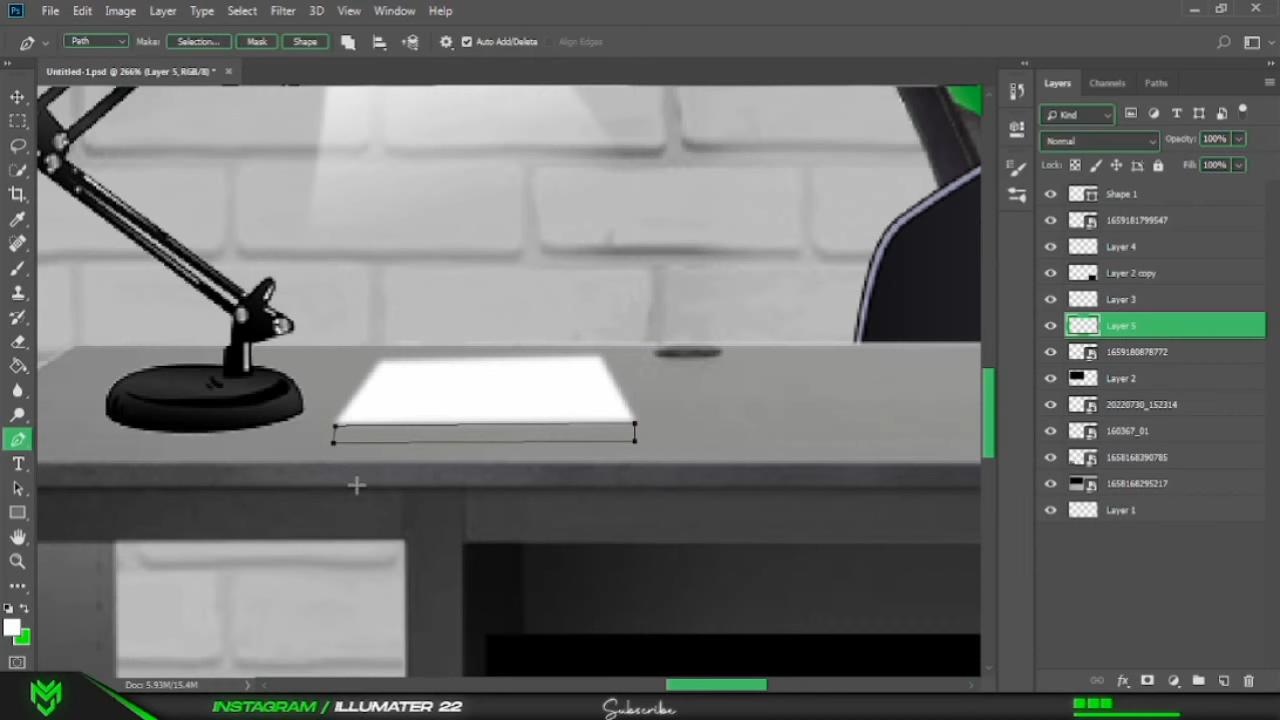 Ps File Edit Image Layer Type Select Filter 3D View Window Help
Path Make: Selection... Mask Shape Auto Add/Delete Align Edges
Untitled-1.psd @ 266% (Layer 5, RGB/8) *
Layers Channels Paths
Kind
Normal Opacity: 100%
Lock: Fill: 100%
Shape 1
1659181799547
Layer 4
Layer 2 copy
Layer 3
Layer 5
1659180878772
Layer 2
20220730_152314
160367_01
1658168390785
1658168295217
Layer 1
Doc: 5.93M/15.4M
INSTAGRAM / ILLUMATER 22
Subscribe